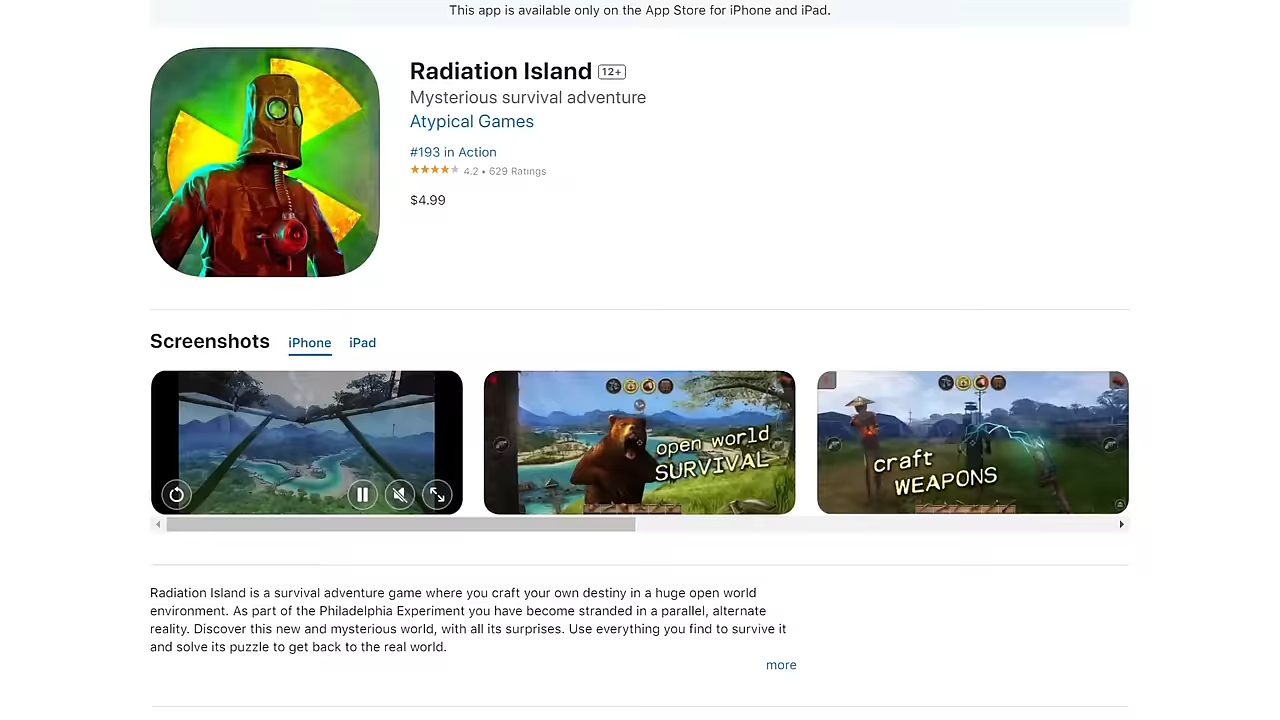 This app is available only on the App Store for iPhone and iPad.
Radiation Island 12+
Mysterious survival adventure
Atypical Games
#193 in Action
4.2 • 629 Ratings
$4.99
Screenshots iPhone iPad
open world
SURVIVAL
craft
WEAPONS
Radiation Island is a survival adventure game where you craft your own destiny in a huge open world
environment. As part of the Philadelphia Experiment you have become stranded in a parallel, alternate
reality. Discover this new and mysterious world, with all its surprises. Use everything you find to survive it
and solve its puzzle to get back to the real world.
more